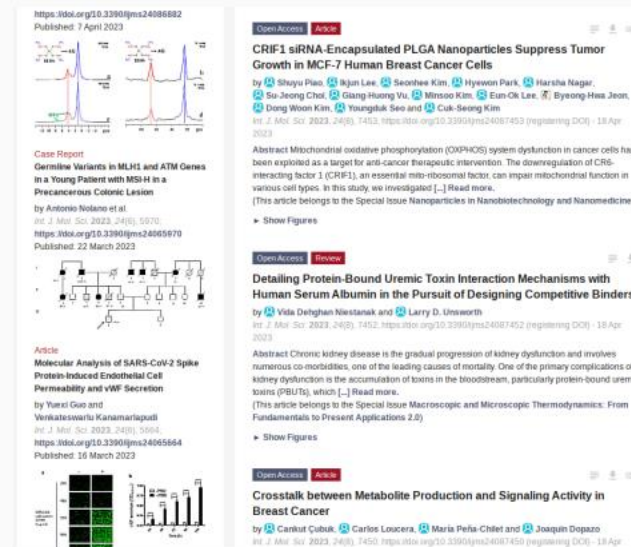 https://doi.org/10.3390/ijms24086882
Published: 7 April 2023
Case Report
Germline Variants in MLH1 and ATM Genes
in a Young Patient with MSI-H in a
Precancerous Colonic Lesion
by Antonio Nolano et al.
Int. J. Mol. Sci. 2023, 24(6), 5970;
https://doi.org/10.3390/ijms24065970
Published: 22 March 2023
Article
Molecular Analysis of SARS-CoV-2 Spike
Protein-Induced Endothelial Cell
Permeability and vWF Secretion
by Yuexi Guo and
Venkateswarlu Kanamarlapudi
Int. J. Mol. Sci. 2023, 24(6), 5664;
https://doi.org/10.3390/ijms24065664
Published: 16 March 2023
Open Access Article
CRIF1 siRNA-Encapsulated PLGA Nanoparticles Suppress Tumor
Growth in MCF-7 Human Breast Cancer Cells
by Shuyu Piao, Ikjun Lee, Seonhee Kim, Hyewon Park, Harsha Nagar,
Su-Jeong Choi, Giang-Huong Vu, Minsoo Kim, Eun-Ok Lee, Byeong-Hwa Jeon,
Dong Woon Kim, Youngduk Seo and Cuk-Seong Kim
Int. J. Mol. Sci. 2023, 24(8), 7453; https://doi.org/10.3390/ijms24087453 (registering DOI) - 18 Apr
2023
Abstract Mitochondrial oxidative phosphorylation (OXPHOS) system dysfunction in cancer cells ha
been exploited as a target for anti-cancer therapeutic intervention. The downregulation of CR6-
interacting factor 1 (CRIF1), an essential mito-ribosomal factor, can impair mitochondrial function in
various cell types. In this study, we investigated [...] Read more.
(This article belongs to the Special Issue Nanoparticles in Nanobiotechnology and Nanomedicine
► Show Figures
Open Access Review
Detailing Protein-Bound Uremic Toxin Interaction Mechanisms with
Human Serum Albumin in the Pursuit of Designing Competitive Binders
by Vida Dehghan Niestanak and Larry D. Unsworth
Int. J. Mol. Sci. 2023, 24(8), 7452; https://doi.org/10.3390/ijms24087452 (registering DOI) - 18 Apr
2023
Abstract Chronic kidney disease is the gradual progression of kidney dysfunction and involves
numerous co-morbidities, one of the leading causes of mortality. One of the primary complications o
kidney dysfunction is the accumulation of toxins in the bloodstream, particularly protein-bound urem
toxins (PBUTs), which [...] Read more.
(This article belongs to the Special Issue Macroscopic and Microscopic Thermodynamics: From
Fundamentals to Present Applications 2.0)
► Show Figures
Open Access Article
Crosstalk between Metabolite Production and Signaling Activity in
Breast Cancer
by Cankut Çubuk, Carlos Loucera, María Peña-Chilet and Joaquin Dopazo
Int. J. Mol. Sci. 2023, 24(8), 7450; https://doi.org/10.3390/ijms24087450 (registering DOI) - 18 Apr